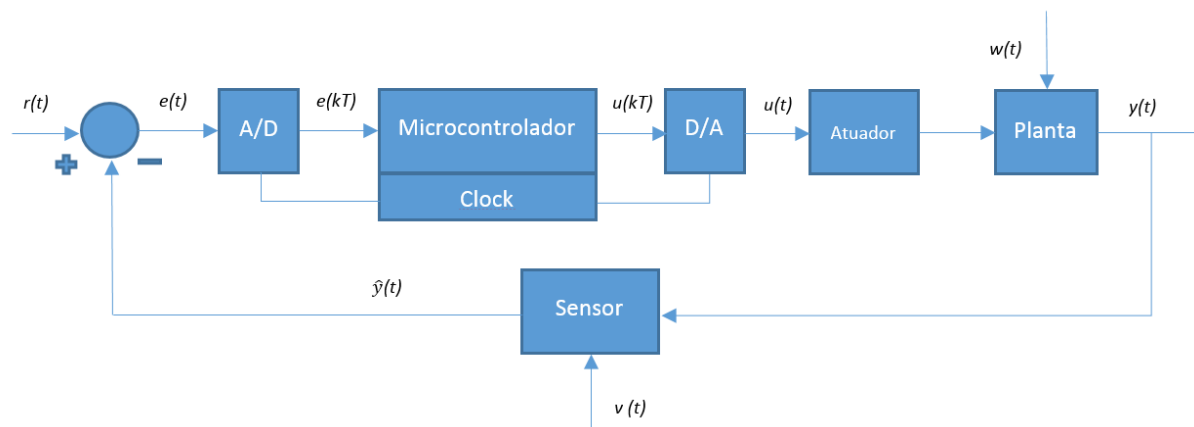 w(t)
r(t)
e(t)
A/D
e(kT)
Microcontrolador
Clock
u(kT)
D/A
u(t)
Atuador
Planta
y(t)
+
−
ŷ(t)
Sensor
v (t)